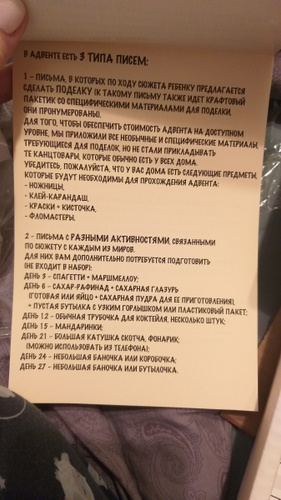 В АДВЕНТЕ ЕСТЬ 3 ТИПА ПИСЕМ:
1 - ПИСЬМА, В КОТОРЫХ ПО ХОДУ СЮЖЕТА РЕБЕНКУ ПРЕДЛАГАЕТСЯ
СДЕЛАТЬ ПОДЕЛКУ (К ТАКОМУ ПИСЬМУ ТАКЖЕ ИДЕТ КРАФТОВЫЙ
ПАКЕТИК СО СПЕЦИФИЧЕСКИМИ МАТЕРИАЛАМИ ДЛЯ ПОДЕЛКИ,
ОНИ ПРОНУМЕРОВАНЫ).
ДЛЯ ТОГО, ЧТОБЫ ОБЕСПЕЧИТЬ СТОИМОСТЬ АДВЕНТА НА ДОСТУПНОМ
УРОВНЕ, МЫ ПРИЛОЖИЛИ ВСЕ НЕОБЫЧНЫЕ И СПЕЦИФИЧНЫЕ МАТЕРИАЛЫ,
ТРЕБУЮЩИЕСЯ ДЛЯ ПОДЕЛОК, НО НЕ СТАЛИ ПРИКЛАДЫВАТЬ
ТЕ КАНЦТОВАРЫ, КОТОРЫЕ ОБЫЧНО ЕСТЬ У ВСЕХ ДОМА.
УБЕДИТЕСЬ, ПОЖАЛУЙСТА, ЧТО У ВАС ДОМА ЕСТЬ СЛЕДУЮЩИЕ ПРЕДМЕТЫ,
КОТОРЫЕ БУДУТ НЕОБХОДИМЫ ДЛЯ ПРОХОЖДЕНИЯ АДВЕНТА:
- НОЖНИЦЫ,
- КЛЕЙ-КАРАНДАШ,
- КРАСКИ + КИСТОЧКА,
- ФЛОМАСТЕРЫ.
2 - ПИСЬМА С РАЗНЫМИ АКТИВНОСТЯМИ, СВЯЗАННЫМИ
ПО СЮЖЕТУ С КАЖДЫМ ИЗ МИРОВ.
ДЛЯ НИХ ВАМ ДОПОЛНИТЕЛЬНО ПОТРЕБУЕТСЯ ПОДГОТОВИТЬ
(НЕ ВХОДИТ В НАБОР):
ДЕНЬ 5 - СПАГЕТТИ + МАРШМЕЛЛОУ;
ДЕНЬ 6 - САХАР-РАФИНАД + САХАРНАЯ ГЛАЗУРЬ
(ГОТОВАЯ ИЛИ ЯЙЦО + САХАРНАЯ ПУДРА ДЛЯ ЕЕ ПРИГОТОВЛЕНИЯ),
+ ПУСТАЯ БУТЫЛКА С УЗКИМ ГОРЛЫШКОМ И ПЛАСТИКОВЫЙ ПАКЕТ;
ДЕНЬ 12 - ОБЫЧНАЯ ТРУБОЧКА ДЛЯ КОКТЕЙЛЯ, НЕСКОЛЬКО ШТУК;
ДЕНЬ 15 - МАНДАРИНКИ;
ДЕНЬ 21 - БОЛЬШАЯ КАТУШКА СКОТЧА, ФОНАРИК;
(МОЖНО ИСПОЛЬЗОВАТЬ ИЗ ТЕЛЕФОНА);
ДЕНЬ 24 - НЕБОЛЬШАЯ БАНОЧКА ИЛИ КОРОБОЧКА;
ДЕНЬ 27 - НЕБОЛЬШАЯ БАНОЧКА ИЛИ БУТЫЛОЧКА.